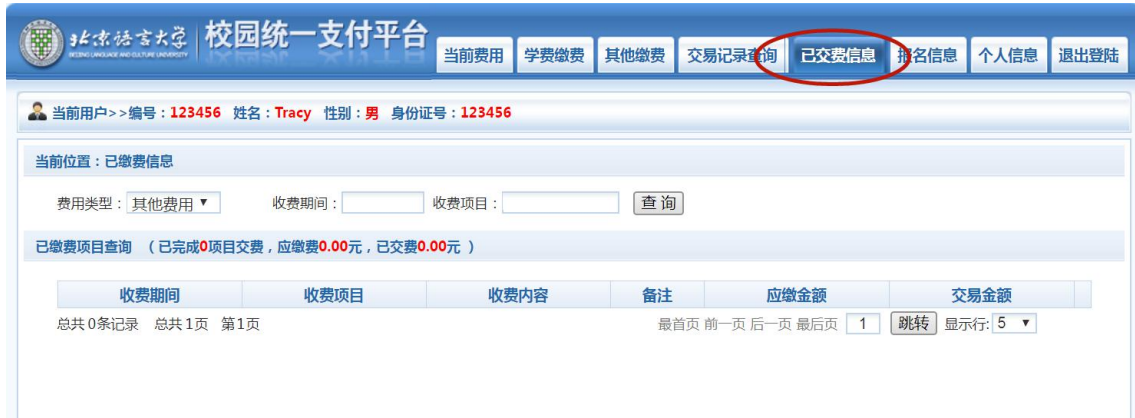 北京语言大学 校园统一支付平台
BEIJING LANGUAGE AND CULTURE UNIVERSITY
当前费用 学费缴费 其他缴费 交易记录查询 已交费信息 报名信息 个人信息 退出登陆
当前用户>>编号：123456 姓名：Tracy 性别：男 身份证号：123456
当前位置：已缴费信息
费用类型： 其他费用 ▼ 收费期间： 收费项目： 查 询
已缴费项目查询 （ 已完成0项目交费，应缴费0.00元，已交费0.00元 ）
收费期间 收费项目 收费内容 备注 应缴金额 交易金额
总共0条记录 总共1页 第1页 最首页 前一页 后一页 最后页 1 跳转 显示行: 5 ▼